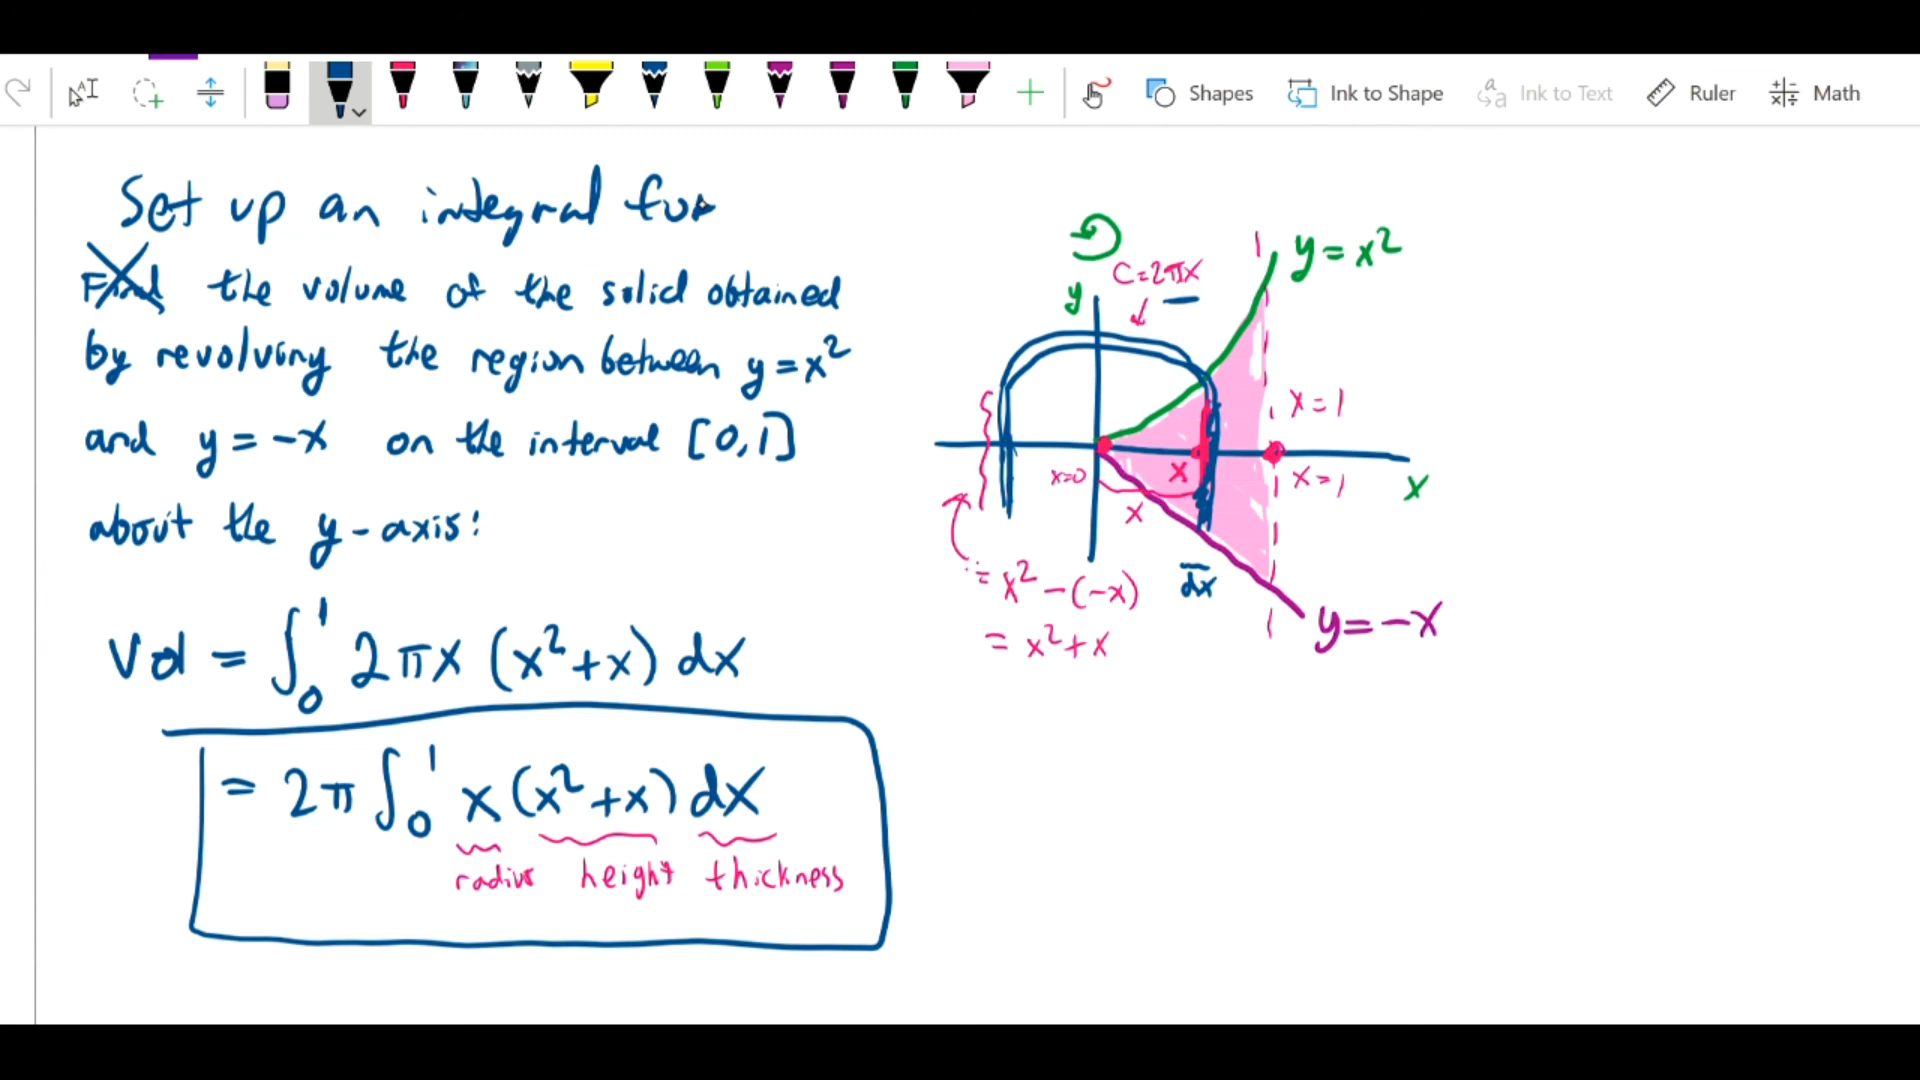 Shapes
Ink to Shape
Ink to Text
Ruler
Math
Set up an integral for
Find the volume of the solid obtained
by revolving the region between y=x²
and y=-x on the interval [0,1]
about the y-axis:
Vol = ∫₀¹ 2πx (x²+x) dx
= 2π ∫₀¹ x (x²+x) dx
radius height thickness
y=x²
C=2πx
y
x=1
x=0
x
x=1
x
x
= x²-(-x)
dx
= x²+x
y=-x